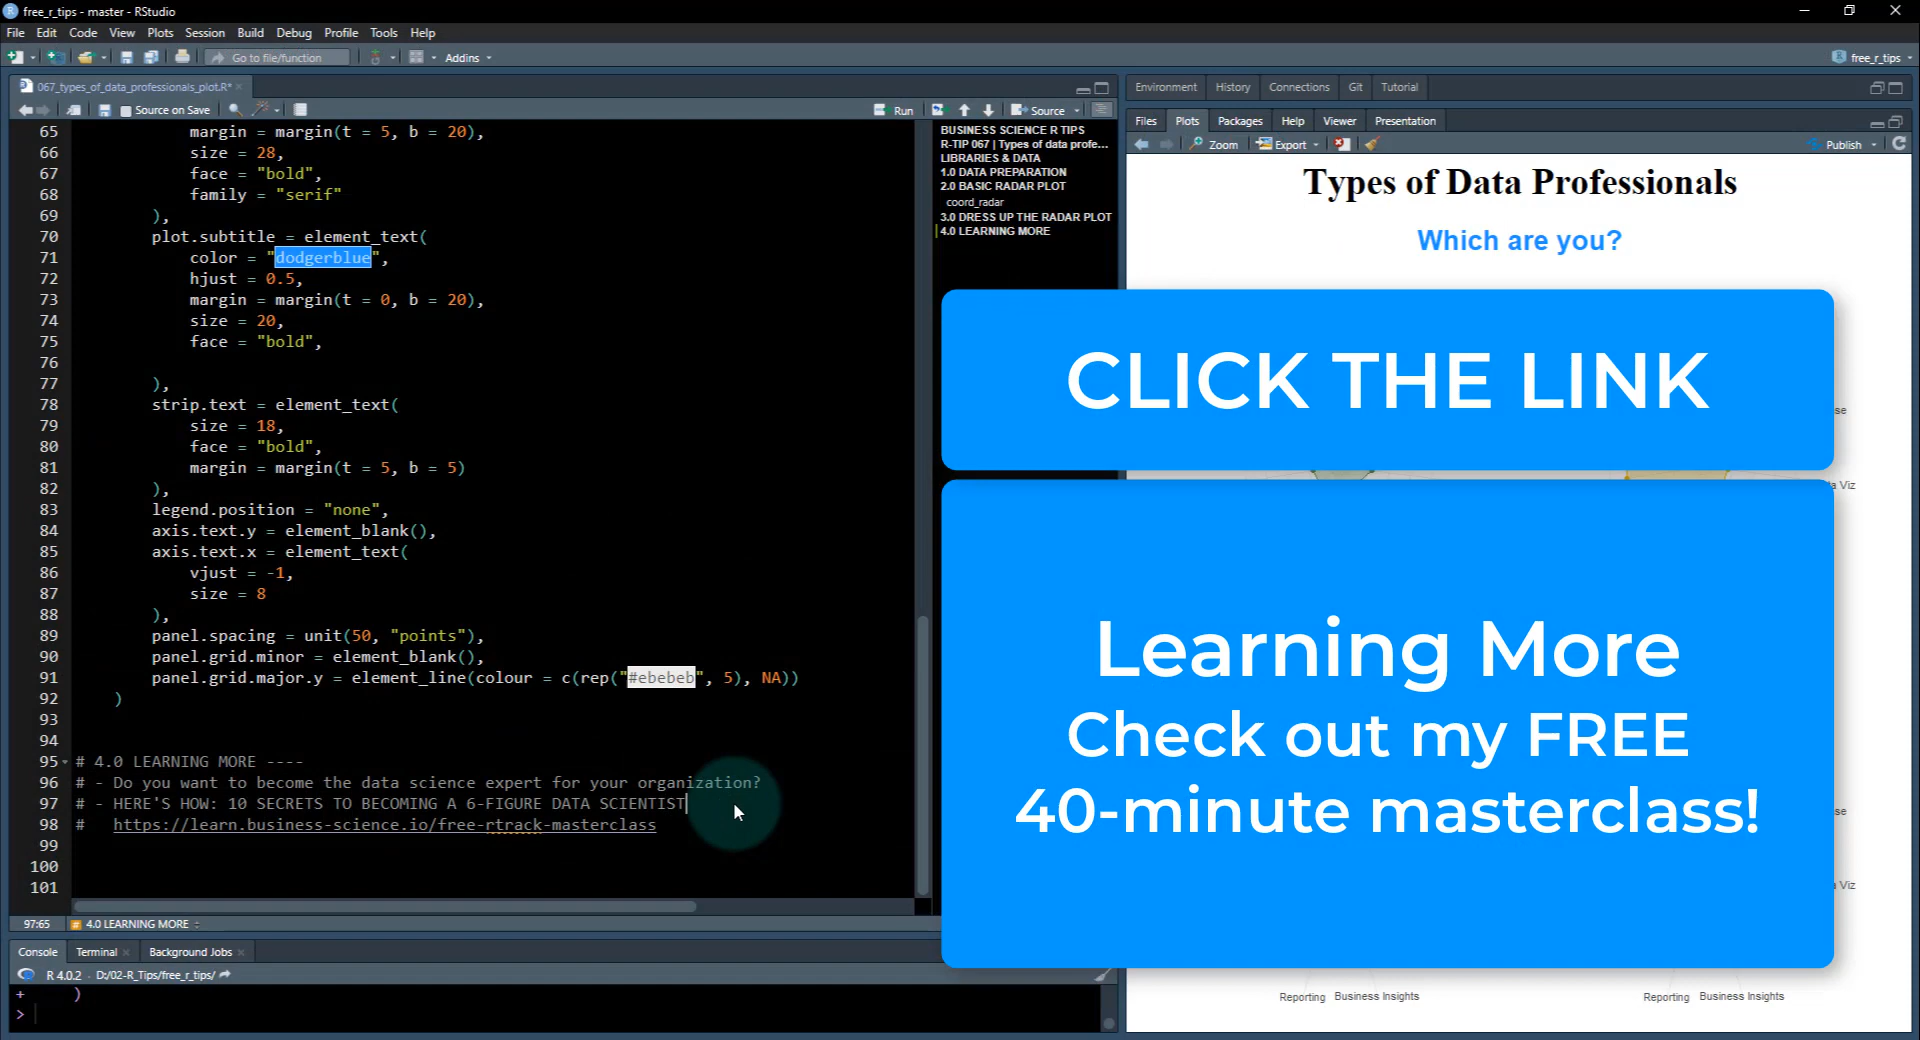 free_r_tips - master - RStudio
File Edit Code View Plots Session Build Debug Profile Tools Help
Go to file/function
Addins
free_r_tips
067_types_of_data_professionals_plot.R*
Source on Save
Run
Source
65 margin = margin(t = 5, b = 20),
66 size = 28,
67 face = "bold",
68 family = "serif"
69 ),
70 plot.subtitle = element_text(
71 color = "dodgerblue",
72 hjust = 0.5,
73 margin = margin(t = 0, b = 20),
74 size = 20,
75 face = "bold",
76
77 ),
78 strip.text = element_text(
79 size = 18,
80 face = "bold",
81 margin = margin(t = 5, b = 5)
82 ),
83 legend.position = "none",
84 axis.text.y = element_blank(),
85 axis.text.x = element_text(
86 vjust = -1,
87 size = 8
88 ),
89 panel.spacing = unit(50, "points"),
90 panel.grid.minor = element_blank(),
91 panel.grid.major.y = element_line(colour = c(rep("#ebebeb", 5), NA))
92 )
93
94
95 # 4.0 LEARNING MORE ----
96 # - Do you want to become the data science expert for your organization?
97 # - HERE'S HOW: 10 SECRETS TO BECOMING A 6-FIGURE DATA SCIENTIST
98 # https://learn.business-science.io/free-rtrack-masterclass
99
100
101
97:65 # 4.0 LEARNING MORE
BUSINESS SCIENCE R TIPS
R-TIP 067 | Types of data profe...
LIBRARIES & DATA
1.0 DATA PREPARATION
2.0 BASIC RADAR PLOT
coord_radar
3.0 DRESS UP THE RADAR PLOT
4.0 LEARNING MORE
Console Terminal Background Jobs
R 4.0.2 · D:/02-R_Tips/free_r_tips/
+ )
>
Environment History Connections Git Tutorial
Files Plots Packages Help Viewer Presentation
Zoom Export Publish
Types of Data Professionals
Which are you?
CLICK THE LINK
Learning More
Check out my FREE
40-minute masterclass!
se
a Viz
se
a Viz
Reporting Business Insights
Reporting Business Insights